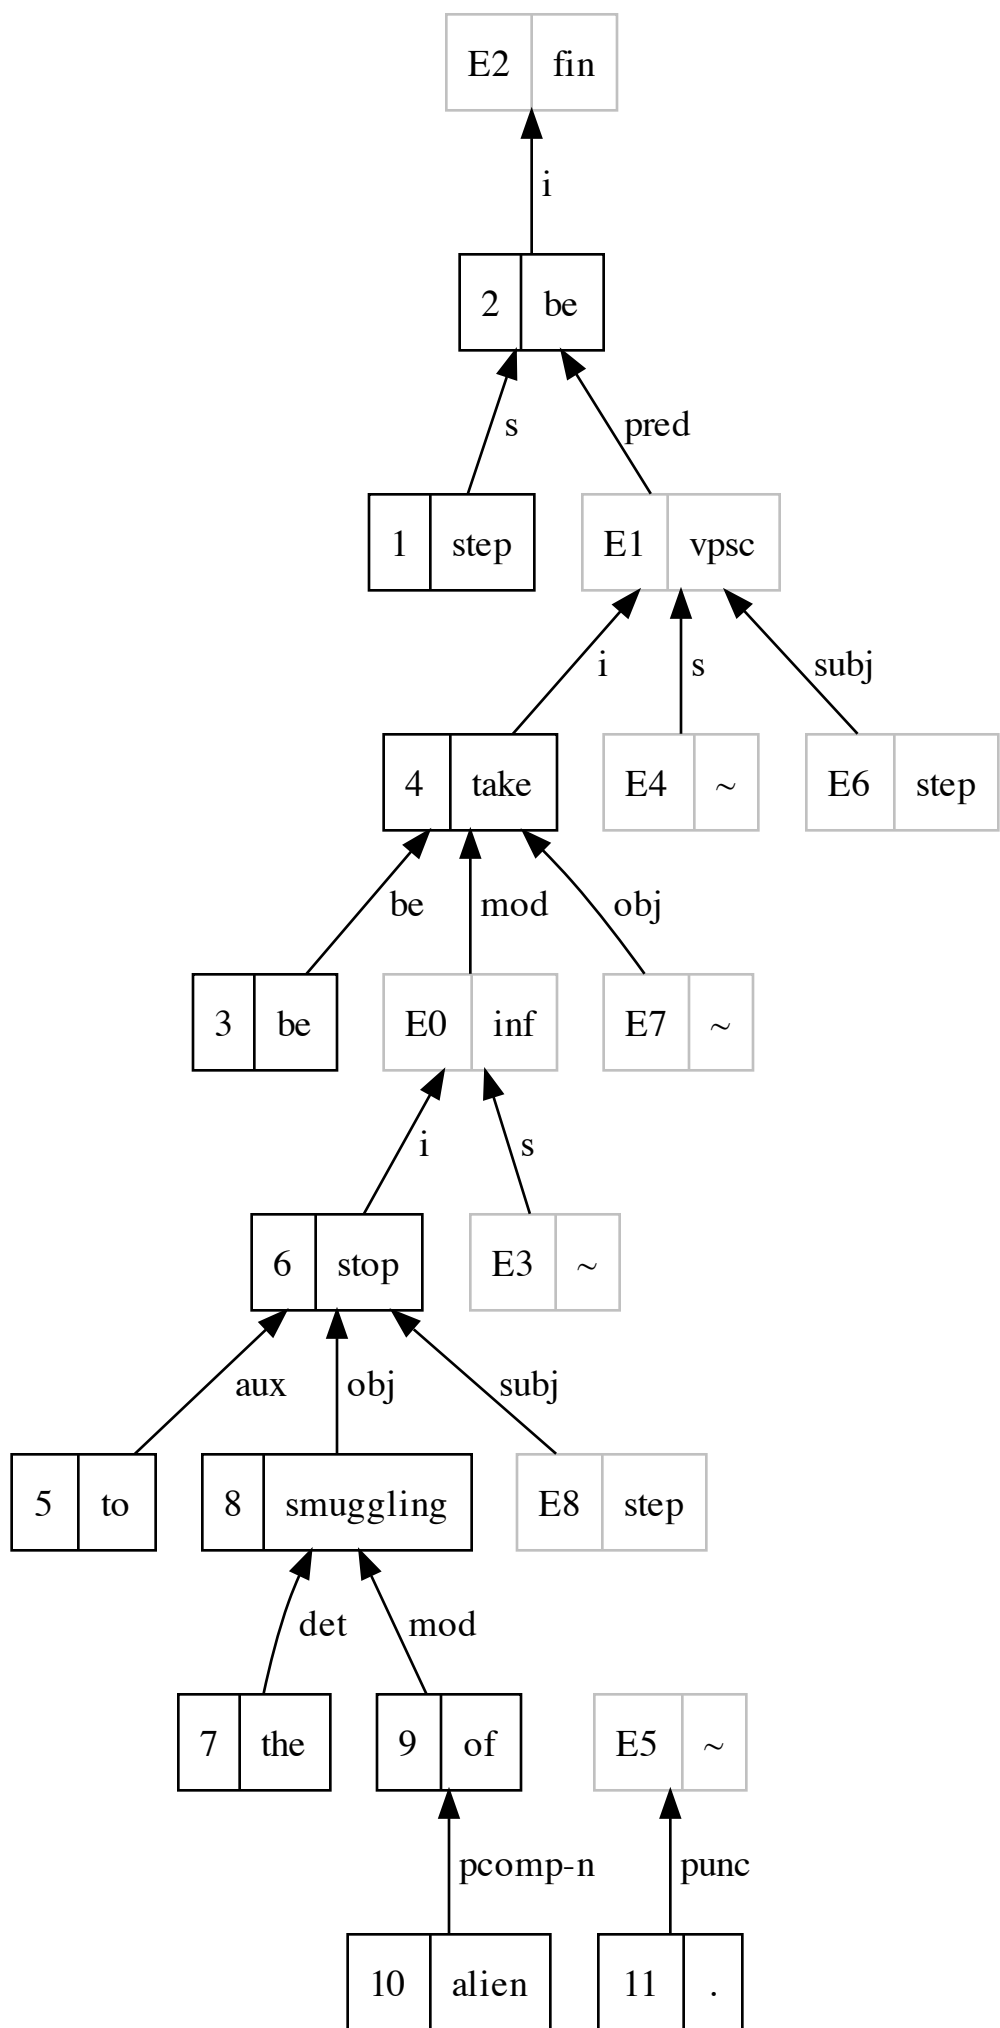 E2 fin
i
2 be
s pred
1 step E1 vpsc
i s subj
4 take E4 ~ E6 step
be mod obj
3 be E0 inf E7 ~
i s
6 stop E3 ~
aux obj subj
5 to 8 smuggling E8 step
det mod
7 the 9 of E5 ~
pcomp-n punc
10 alien 11 .